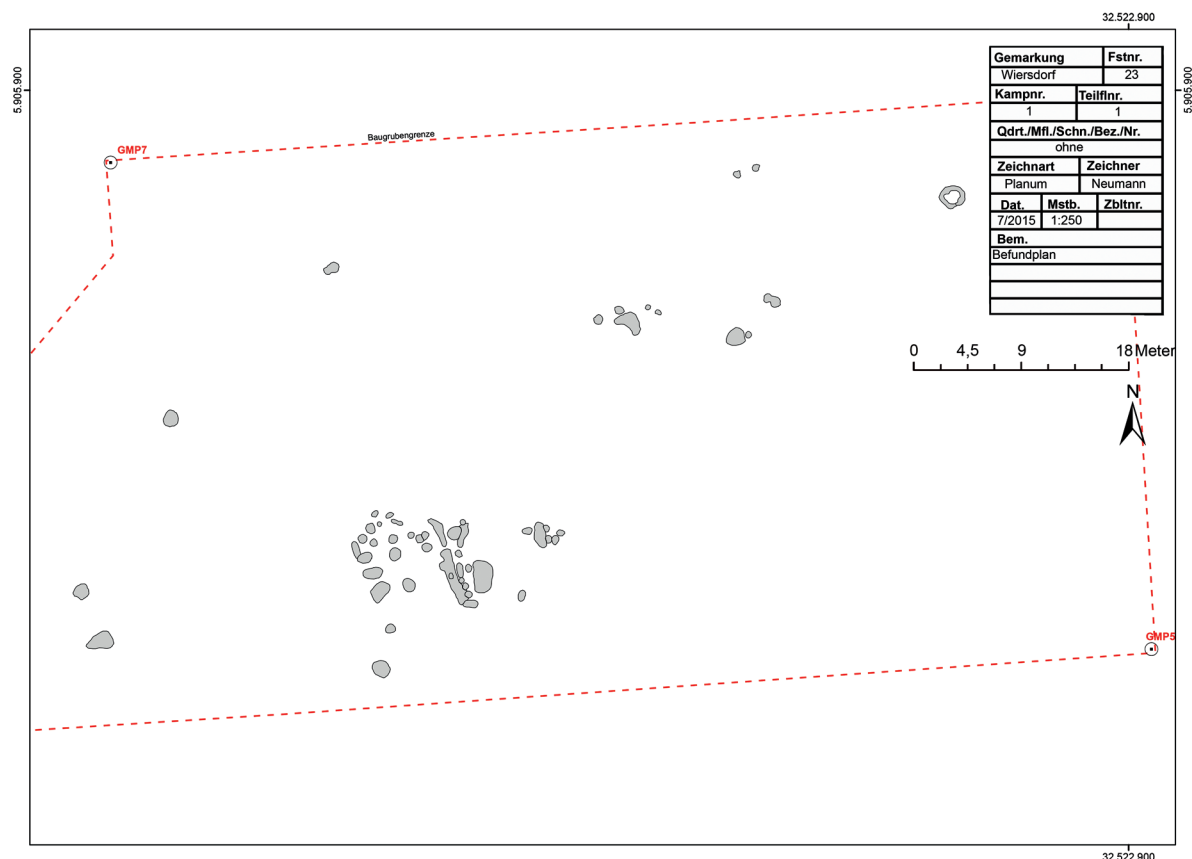 32.522.900
5.905.900
5.905.900
Gemarkung Fstnr.
Wiersdorf 23
Kampnr. Teilflnr.
1 1
Qdrt./Mfl./Schn./Bez./Nr.
ohne
Zeichnart Zeichner
Planum Neumann
Dat. Mstb. Zbltnr.
7/2015 1:250
Bem.
Befundplan
Baugrubengrenze
GMP7
0 4,5 9 18 Meter
N
GMP5
32.522.900